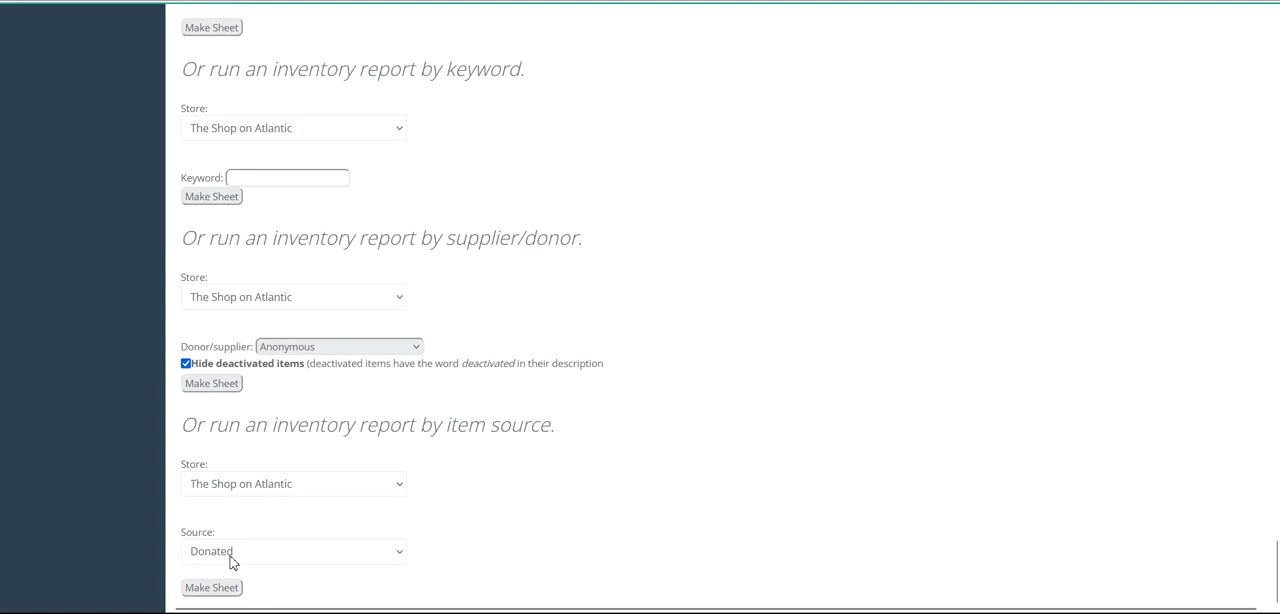 Make Sheet
Or run an inventory report by keyword.
Store:
The Shop on Atlantic
Keyword:
Make Sheet
Or run an inventory report by supplier/donor.
Store:
The Shop on Atlantic
Donor/supplier: Anonymous
Hide deactivated items (deactivated items have the word deactivated in their description
Make Sheet
Or run an inventory report by item source.
Store:
The Shop on Atlantic
Source:
Donated
Make Sheet